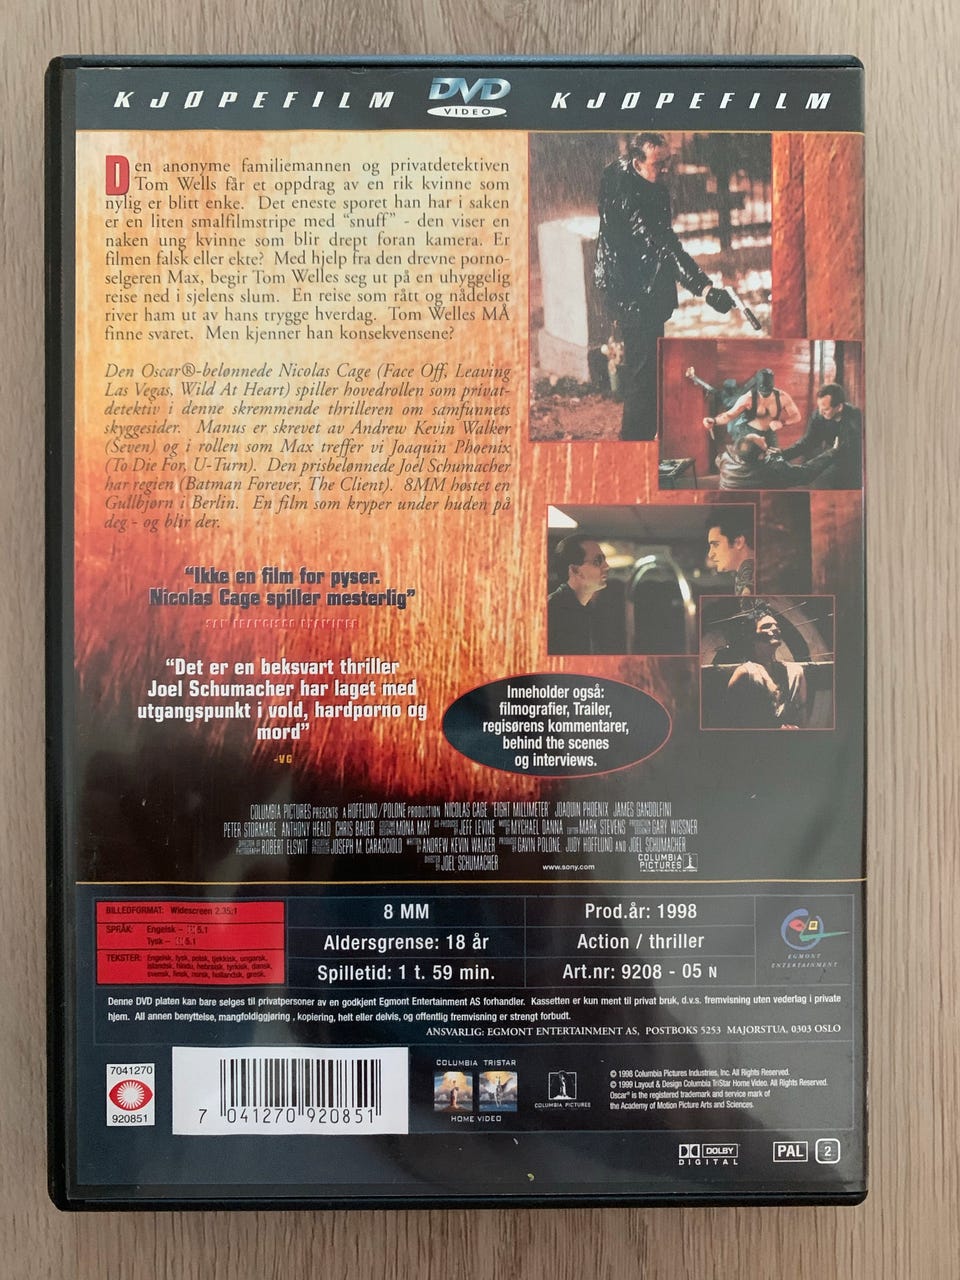 KJØPEFILM DVD VIDEO KJØPEFILM
Den anonyme familiemannen og privatdetektiven
Tom Wells får et oppdrag av en rik kvinne som
nylig er blitt enke. Det eneste sporet han har i saken
er en liten smalfilmstripe med “snuff” - den viser en
naken ung kvinne som blir drept foran kamera. Er
filmen falsk eller ekte? Med hjelp fra den drevne porno-
selgeren Max, begir Tom Welles seg ut på en uhyggelig
reise ned i sjelens slum. En reise som rått og nådeløst
river ham ut av hans trygge hverdag. Tom Welles MÅ
finne svaret. Men kjenner han konsekvensene?
Den Oscar®-belønnede Nicolas Cage (Face Off, Leaving
Las Vegas, Wild At Heart) spiller hovedrollen som privat-
detektiv i denne skremmende thrilleren om samfunnets
skyggesider. Manus er skrevet av Andrew Kevin Walker
(Seven) og i rollen som Max treffer vi Joaquin Phoenix
(To Die For, U-Turn). Den prisbelønnede Joel Schumacher
har regien (Batman Forever, The Client). 8MM høstet en
Gullbjørn i Berlin. En film som kryper under huden på
deg - og blir der.
“Ikke en film for pyser.
Nicolas Cage spiller mesterlig”
SAN FRANCISCO EXAMINER
“Det er en beksvart thriller
Joel Schumacher har laget med
utgangspunkt i vold, hardporno og
mord”
-VG
Inneholder også:
filmografier, Trailer,
regisørens kommentarer,
behind the scenes
og interviews.
COLUMBIA PICTURES PRESENTS A HOFFLUND/POLONE PRODUCTION NICOLAS CAGE "EIGHT MILLIMETER" JOAQUIN PHOENIX JAMES GANDOLFINI
PETER STORMARE ANTHONY HEALD CHRIS BAUER MONA MAY JEFF LEVINE MYCHAEL DANNA MARK STEVENS GARY WISSNER
ROBERT ELSWIT JOSEPH M. CARACCIOLO ANDREW KEVIN WALKER GAVIN POLONE, JUDY HOFFLUND AND JOEL SCHUMACHER
JOEL SCHUMACHER www.sony.com COLUMBIA PICTURES
BILLEDFORMAT: Widescreen 2.35:1
SPRÅK: Engelsk – 5.1
Tysk – 5.1
TEKSTER: Engelsk, tysk, polsk, tjekkisk, ungarsk,
islandsk, hindu, hebraisk, tyrkisk, dansk,
svensk, finsk, norsk, hollandsk, gresk.
8 MM
Aldersgrense: 18 år
Spilletid: 1 t. 59 min.
Prod.år: 1998
Action / thriller
Art.nr: 9208 - 05 N
EGMONT
ENTERTAINMENT
Denne DVD platen kan bare selges til privatpersoner av en godkjent Egmont Entertainment AS forhandler. Kassetten er kun ment til privat bruk, d.v.s. fremvisning uten vederlag i private
hjem. All annen benyttelse, mangfoldiggjøring , kopiering, helt eller delvis, og offentlig fremvisning er strengt forbudt.
ANSVARLIG: EGMONT ENTERTAINMENT AS, POSTBOKS 5253 MAJORSTUA, 0303 OSLO
7041270
920851
7 041270 920851
COLUMBIA TRISTAR
HOME VIDEO
COLUMBIA PICTURES
© 1998 Columbia Pictures Industries, Inc. All Rights Reserved.
© 1999 Layout & Design Columbia TriStar Home Video. All Rights Reserved.
Oscar® is the registered trademark and service mark of
the Academy of Motion Picture Arts and Sciences.
DOLBY
DIGITAL
PAL
2